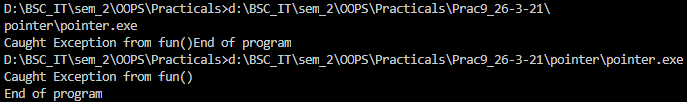 D:\BSC_IT\sem_2\OOPS\Practicals>d:\BSC_IT\sem_2\OOPS\Practicals\Prac9_26-3-21\
pointer\pointer.exe
Caught Exception from fun()End of program
D:\BSC_IT\sem_2\OOPS\Practicals>d:\BSC_IT\sem_2\OOPS\Practicals\Prac9_26-3-21\pointer\pointer.exe
Caught Exception from fun()
End of program